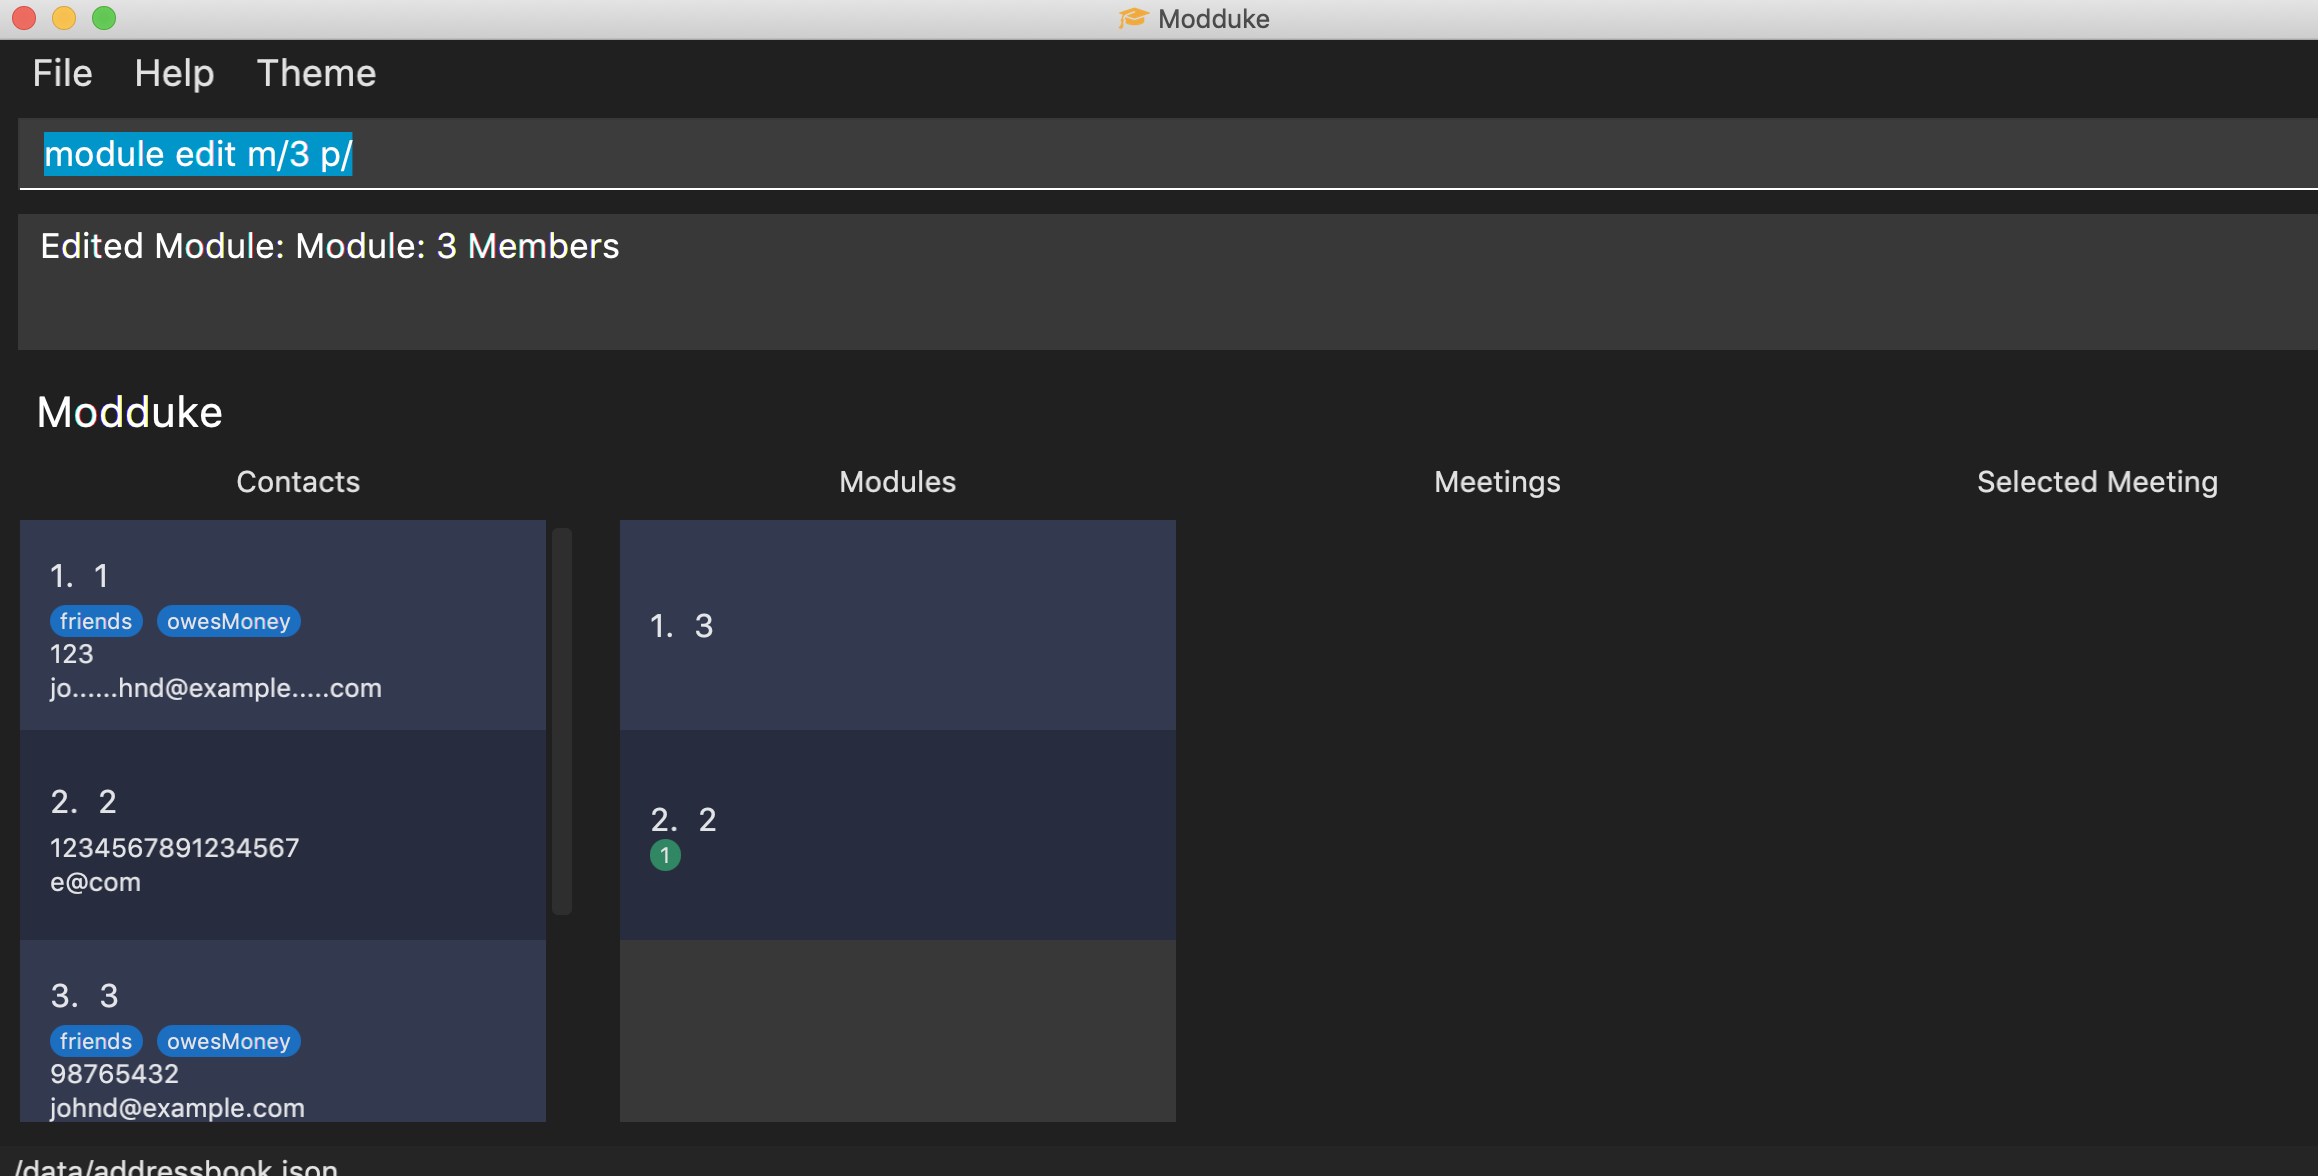 Modduke
File Help Theme
module edit m/3 p/
Edited Module: Module: 3 Members
Modduke
Contacts
1. 1
friends owesMoney
123
jo......hnd@example.....com
2. 2
1234567891234567
e@com
3. 3
friends owesMoney
98765432
johnd@example.com
Modules
1. 3
2. 2
1
Meetings
Selected Meeting
/data/addressbook.json